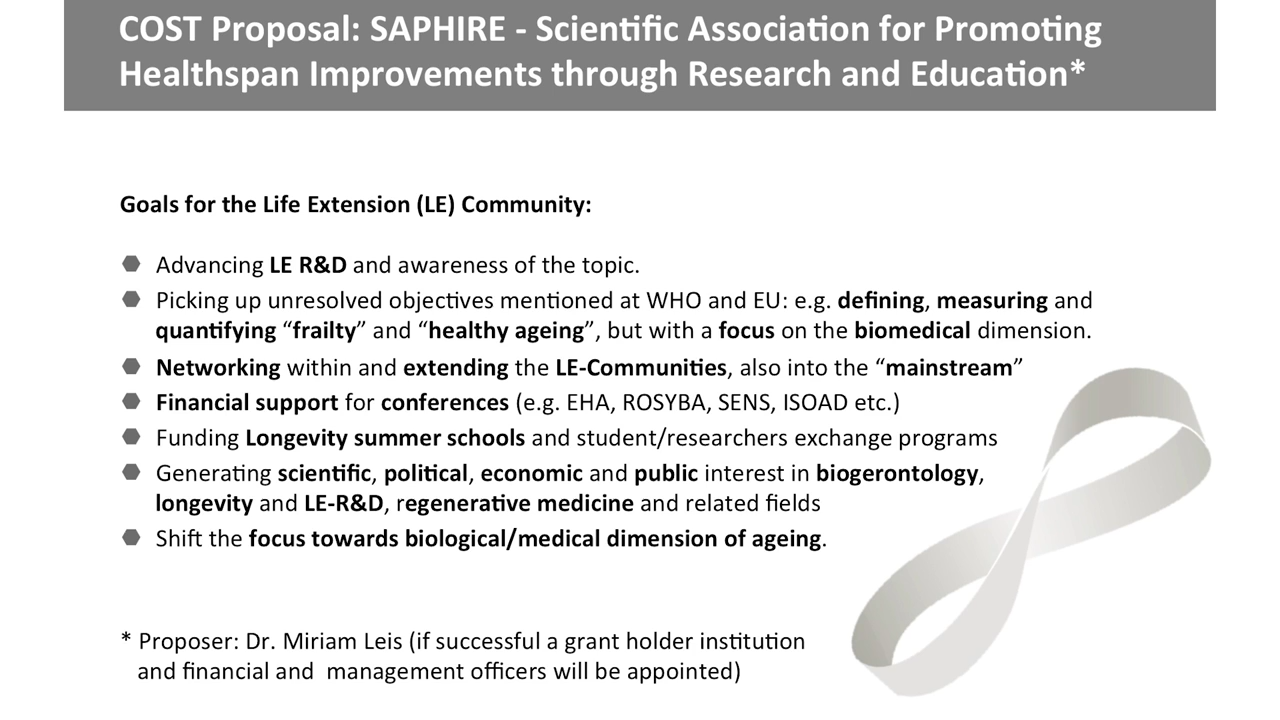 COST Proposal: SAPHIRE - Scientific Association for Promoting
Healthspan Improvements through Research and Education*
Goals for the Life Extension (LE) Community:
Advancing LE R&D and awareness of the topic.
Picking up unresolved objectives mentioned at WHO and EU: e.g. defining, measuring and
quantifying “frailty” and “healthy ageing”, but with a focus on the biomedical dimension.
Networking within and extending the LE-Communities, also into the “mainstream”
Financial support for conferences (e.g. EHA, ROSYBA, SENS, ISOAD etc.)
Funding Longevity summer schools and student/researchers exchange programs
Generating scientific, political, economic and public interest in biogerontology,
longevity and LE-R&D, regenerative medicine and related fields
Shift the focus towards biological/medical dimension of ageing.
* Proposer: Dr. Miriam Leis (if successful a grant holder institution
and financial and  management officers will be appointed)